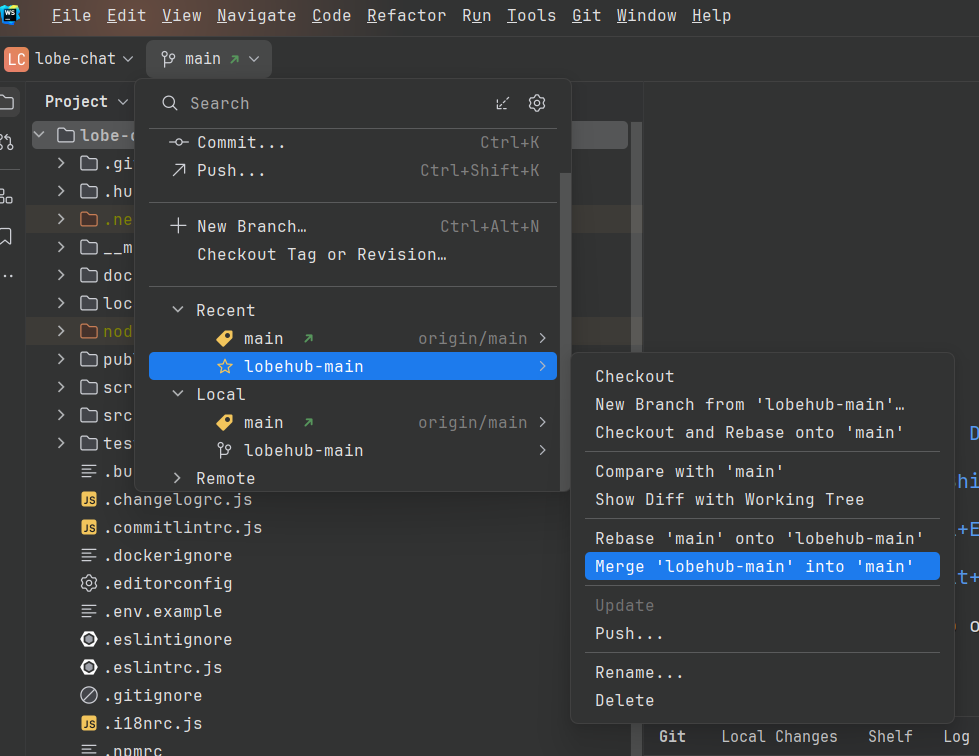 File Edit View Navigate Code Refactor Run Tools Git Window Help
LC lobe-chat main
Project
Search
lobe-c
Commit... Ctrl+K
.gi
Push... Ctrl+Shift+K
.hu
.ne
New Branch… Ctrl+Alt+N
__m
Checkout Tag or Revision…
doc
loc
Recent
nod
main origin/main
pub
lobehub-main
scr
Local
src
main origin/main
tes
lobehub-main
.bu
Remote
Checkout
New Branch from 'lobehub-main'…
Checkout and Rebase onto 'main'
Compare with 'main'
Show Diff with Working Tree
Rebase 'main' onto 'lobehub-main'
Merge 'lobehub-main' into 'main'
Update
Push...
Rename...
Delete
.changelogrc.js
.commitlintrc.js
.dockerignore
.editorconfig
.env.example
.eslintignore
.eslintrc.js
.gitignore
.i18nrc.js
.npmrc
Git Local Changes Shelf Log